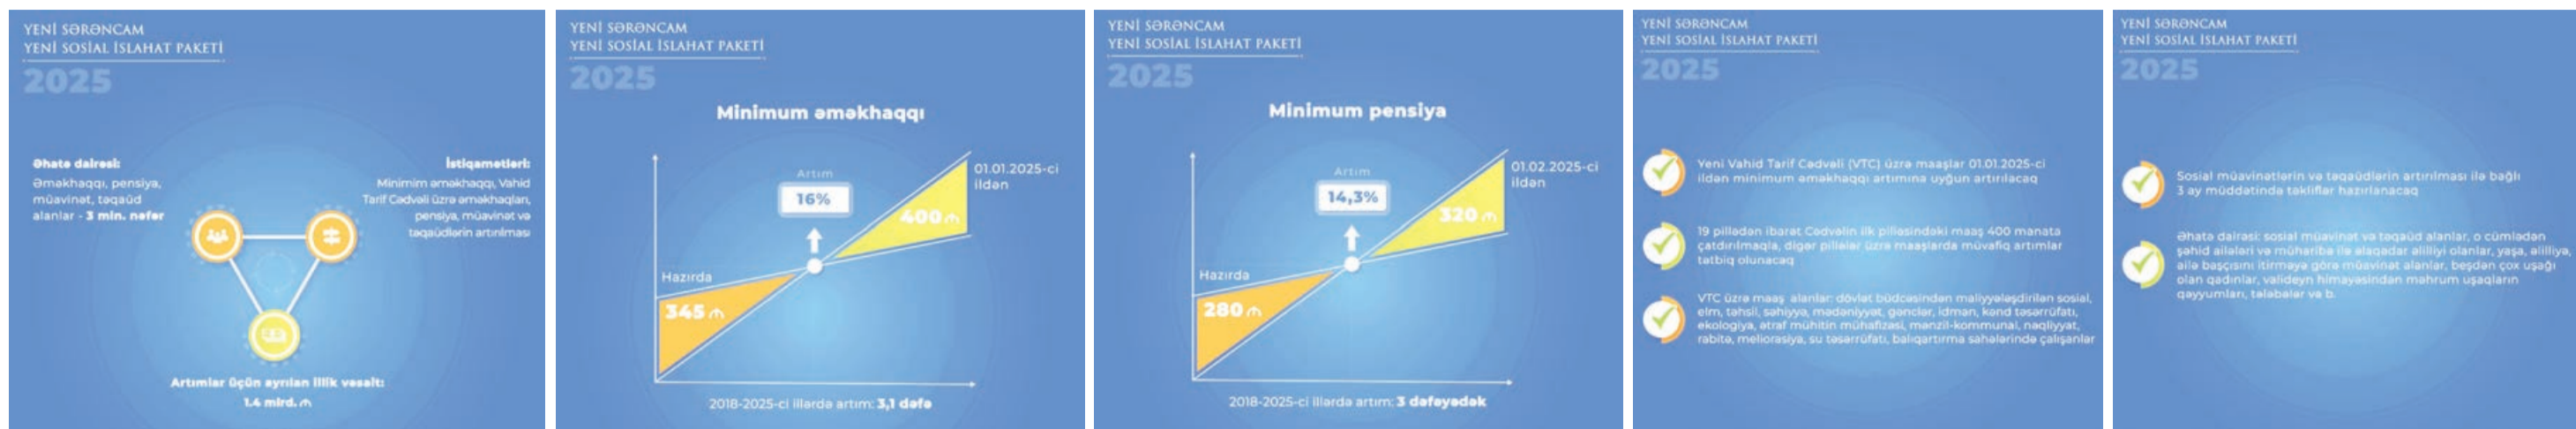 YENİ SƏRƏNCAM
YENİ SOSİAL İSLAHAT PAKETİ
2025
Əhatə dairəsi:
Əməkhaqqı, pensiya,
müavinət, təqaüd
alanlar - 3 mln. nəfər
İstiqamətləri:
Minimim əməkhaqqı, Vahid
Tarif Cədvəli üzrə əməkhaqları,
pensiya, müavinət və
təqaüdlərin artırılması
Artımlar üçün ayrılan illik vəsait:
1.4 mlrd. ₼
YENİ SƏRƏNCAM
YENİ SOSİAL İSLAHAT PAKETİ
2025
Minimum əməkhaqqı
01.01.2025-ci
ildən
Artım
16%
400 ₼
Hazırda
345 ₼
2018-2025-ci illərdə artım: 3,1 dəfə
YENİ SƏRƏNCAM
YENİ SOSİAL İSLAHAT PAKETİ
2025
Minimum pensiya
01.02.2025-ci
ildən
Artım
14,3%
320 ₼
Hazırda
280 ₼
2018-2025-ci illərdə artım: 3 dəfəyədək
YENİ SƏRƏNCAM
YENİ SOSİAL İSLAHAT PAKETİ
2025
Yeni Vahid Tarif Cədvəli (VTC) üzrə maaşlar 01.01.2025-ci
ildən minimum əməkhaqqı artımına uyğun artırılacaq
19 pillədən ibarət Cədvəlin ilk pilləsindəki maaş 400 manata
çatdırılmaqla, digər pillələr üzrə maaşlarda müvafiq artımlar
tətbiq olunacaq
VTC üzrə maaş alanlar: dövlət büdcəsindən maliyyələşdirilən sosial,
elm, təhsil, səhiyyə, mədəniyyət, gənclər, idman, kənd təsərrüfatı,
ekologiya, ətraf mühitin mühafizəsi, mənzil-kommunal, nəqliyyat,
rabitə, meliorasiya, su təsərrüfatı, balıqartırma sahələrində çalışanlar
YENİ SƏRƏNCAM
YENİ SOSİAL İSLAHAT PAKETİ
2025
Sosial müavinətlərin və təqaüdlərin artırılması ilə bağlı
3 ay müddətində təkliflər hazırlanacaq
Əhatə dairəsi: sosial müavinət və təqaüd alanlar, o cümlədən
şəhid ailələri və müharibə ilə əlaqədar əlilliyi olanlar, yaşa, əlilliyə,
ailə başçısını itirməyə görə müavinət alanlar, beşdən çox uşağı
olan qadınlar, valideyn himayəsindən məhrum uşaqların
qəyyumları, tələbələr və b.